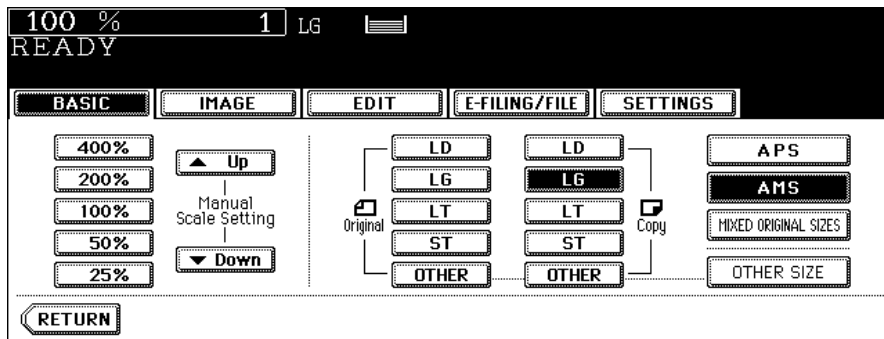 100 % 1 LG
READY
BASIC IMAGE EDIT E-FILING/FILE SETTINGS
400%
200%
100%
50%
25%
Up
Manual
Scale Setting
Down
Original
LD
LG
LT
ST
OTHER
LD
LG
LT
ST
OTHER
Copy
APS
AMS
MIXED ORIGINAL SIZES
OTHER SIZE
RETURN